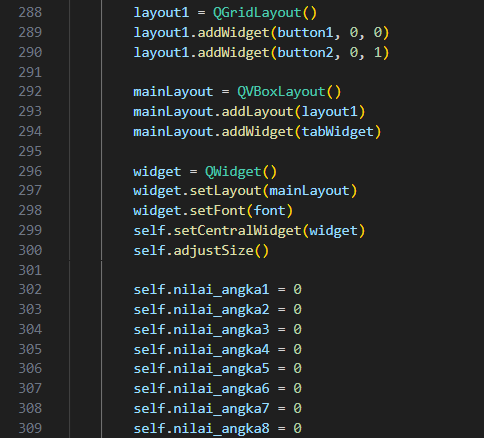 288 layout1 = QGridLayout()
289 layout1.addWidget(button1, 0, 0)
290 layout1.addWidget(button2, 0, 1)
291
292 mainLayout = QVBoxLayout()
293 mainLayout.addLayout(layout1)
294 mainLayout.addWidget(tabWidget)
295
296 widget = QWidget()
297 widget.setLayout(mainLayout)
298 widget.setFont(font)
299 self.setCentralWidget(widget)
300 self.adjustSize()
301
302 self.nilai_angka1 = 0
303 self.nilai_angka2 = 0
304 self.nilai_angka3 = 0
305 self.nilai_angka4 = 0
306 self.nilai_angka5 = 0
307 self.nilai_angka6 = 0
308 self.nilai_angka7 = 0
309 self.nilai_angka8 = 0